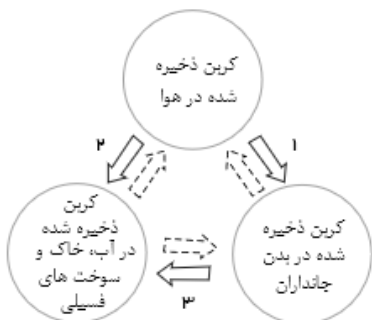 کربن ذخیره
شده در هوا
۲
۱
کربن
ذخیره شده
در آب، خاک و
سوخت های
فسیلی
کربن ذخیره
شده در بدن
جانداران
۳